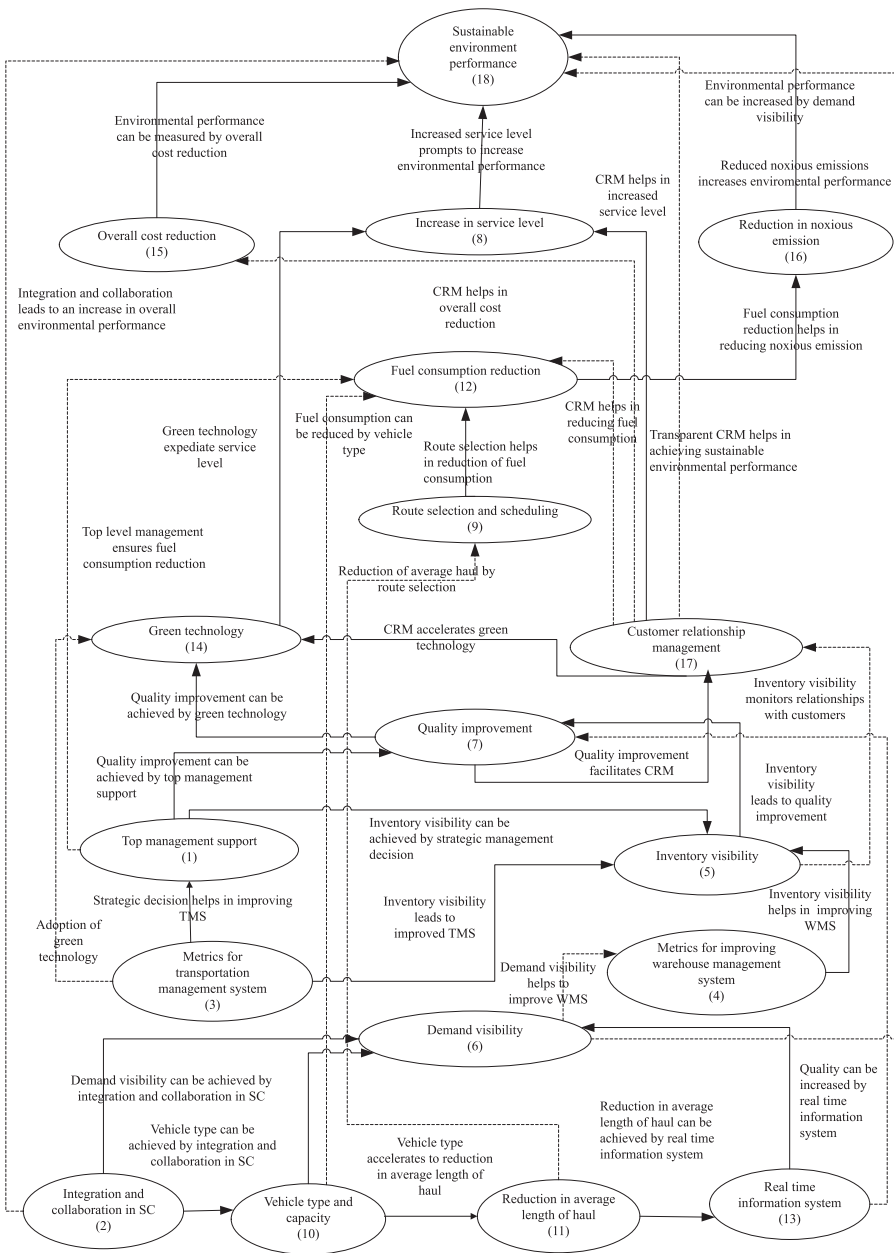 Sustainable
environment
performance
(18)
Environmental performance
can be measured by overall
cost reduction
Increased service level
prompts to increase
environmental performance
Environmental performance
can be increased by demand
visibility
CRM helps in
increased
service level
Reduced noxious emissions
increases enviromental performance
Overall cost reduction
(15)
Increase in service level
(8)
Reduction in noxious
emission
(16)
Integration and collaboration
leads to an increase in overall
environmental performance
CRM helps in
overall cost
reduction
Fuel consumption
reduction helps in
reducing noxious emission
Fuel consumption reduction
(12)
Green technology
expediate service
level
Fuel consumption can
be reduced by vehicle
type
Route selection helps
in reduction of fuel
consumption
CRM helps in
reducing fuel
consumption
Transparent CRM helps in
achieving sustainable
environmental performance
Route selection and scheduling
(9)
Top level management
ensures fuel
consumption reduction
Reduction of average haul by
route selection
Green technology
(14)
CRM accelerates green
technology
Customer relationship
management
(17)
Quality improvement can be
achieved by green technology
Inventory visibility
monitors relationships
with customers
Quality improvement
(7)
Quality improvement can be
achieved by top management
support
Quality improvement
facilitates CRM
Inventory
visibility
leads to quality
improvement
Top management support
(1)
Inventory visibility can be
achieved by strategic management
decision
Inventory visibility
(5)
Strategic decision helps in improving
TMS
Inventory visibility
leads to
improved TMS
Inventory visibility
helps in improving
WMS
Adoption of
green
technology
Metrics for
transportation
management system
(3)
Demand visibility
helps to
improve WMS
Metrics for improving
warehouse management
system
(4)
Demand visibility
(6)
Demand visibility can be achieved by
integration and collaboration in SC
Quality can be
increased by
real time
information
system
Vehicle type can be
achieved by integration and
collaboration in SC
Vehicle type
accelerates to reduction
in average length of
haul
Reduction in average
length of haul can be
achieved by real time
information system
Integration and
collaboration in SC
(2)
Vehicle type and
capacity
(10)
Reduction in average
length of haul
(11)
Real time
information system
(13)